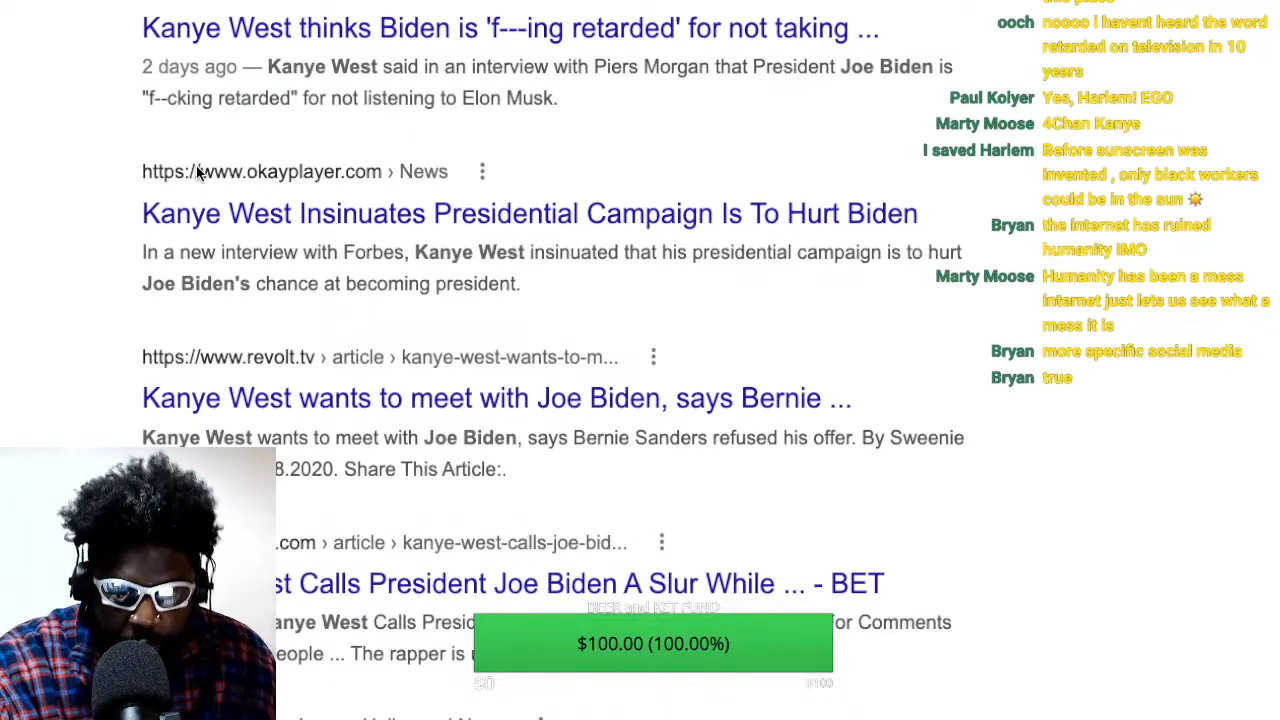 Kanye West thinks Biden is 'f---ing retarded' for not taking ...
2 days ago — Kanye West said in an interview with Piers Morgan that President Joe Biden is
"f--cking retarded" for not listening to Elon Musk.
https://www.okayplayer.com › News
Kanye West Insinuates Presidential Campaign Is To Hurt Biden
In a new interview with Forbes, Kanye West insinuated that his presidential campaign is to hurt
Joe Biden's chance at becoming president.
https://www.revolt.tv › article › kanye-west-wants-to-m...
Kanye West wants to meet with Joe Biden, says Bernie ...
Kanye West wants to meet with Joe Biden, says Bernie Sanders refused his offer. By Sweenie
8.2020. Share This Article:.
.com › article › kanye-west-calls-joe-bid...
st Calls President Joe Biden A Slur While ... - BET
anye West Calls Presid
or Comments
eople ... The rapper is
BEER and KET FUND
$100.00 (100.00%)
$0
$100
ooch noooo i havent heard the word
retarded on television in 10
years
Paul Kolyer Yes, Harlem! EGO
Marty Moose 4Chan Kanye
I saved Harlem Before sunscreen was
invented , only black workers
could be in the sun ☀️
Bryan the internet has ruined
humanity IMO
Marty Moose Humanity has been a mess
internet just lets us see what a
mess it is
Bryan more specific social media
Bryan true